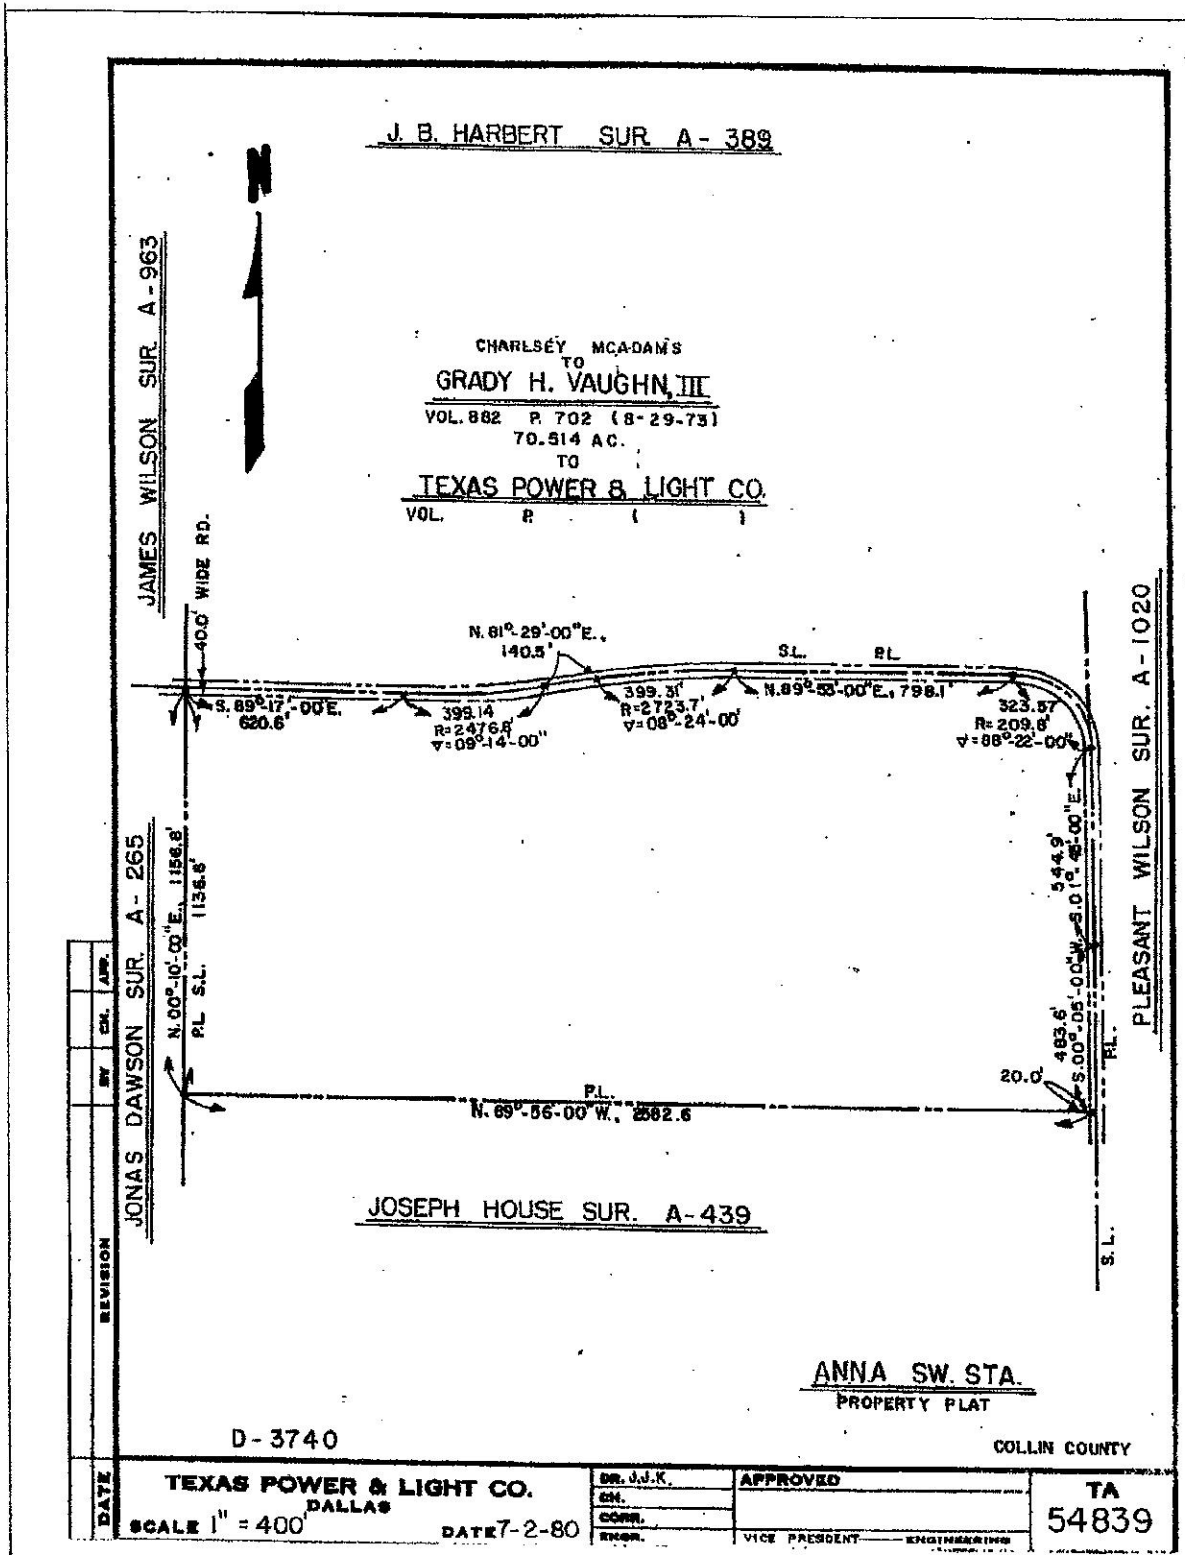 J. B. HARBERT SUR. A-389
N
JAMES WILSON SUR. A-963
CHARLSEY MCADAMS
TO
GRADY H. VAUGHN, III
VOL. 882 P. 702 (8-29-73)
70.514 AC.
TO
TEXAS POWER & LIGHT CO.
VOL. P. ( )
40.0' WIDE RD.
PLEASANT WILSON SUR. A-1020
N. 81°-29'-00"E.,
140.5'
S.L. P.L.
S. 89°-17'-00"E.
620.6'
399.14
R=2476.8'
∇=09°-14'-00"
399.31'
R=2723.7'
∇=08°-24'-00'
N.89°-53'-00"E., 798.1'
323.57'
R=209.8'
∇=88°-22'-00"
544.9'
S.01°-45'-00"E.
483.6'
S.00°-05'-00"W.
P.L.
20.0'
JONAS DAWSON SUR. A-265
N. 00°-10'-00"E., 1156.8'
P.L. S.L. 1136.8'
P.L.
N. 89°-56-00"W., 2582.6
JOSEPH HOUSE SUR. A-439
S.L.
ANNA SW. STA.
PROPERTY PLAT
D-3740
COLLIN COUNTY
DATE REVISION BY CH. APP.
TEXAS POWER & LIGHT CO.
DALLAS
SCALE 1" = 400'
DATE 7-2-80
DR. J.J.K.
CH.
CORR.
ENGR.
APPROVED
VICE PRESIDENT ENGINEERING
TA
54839